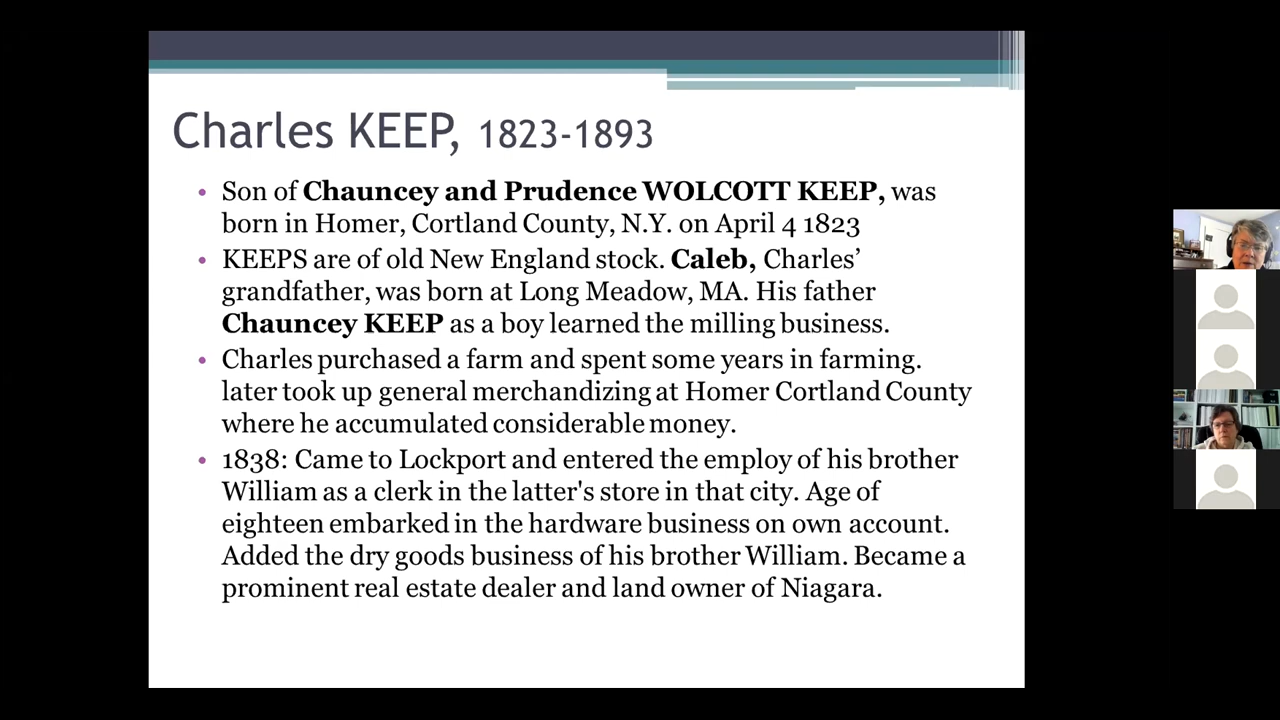 Charles KEEP, 1823-1893
• Son of Chauncey and Prudence WOLCOTT KEEP, was
born in Homer, Cortland County, N.Y. on April 4 1823
• KEEPS are of old New England stock. Caleb, Charles’
grandfather, was born at Long Meadow, MA. His father
Chauncey KEEP as a boy learned the milling business.
• Charles purchased a farm and spent some years in farming.
later took up general merchandizing at Homer Cortland County
where he accumulated considerable money.
• 1838: Came to Lockport and entered the employ of his brother
William as a clerk in the latter's store in that city. Age of
eighteen embarked in the hardware business on own account.
Added the dry goods business of his brother William. Became a
prominent real estate dealer and land owner of Niagara.